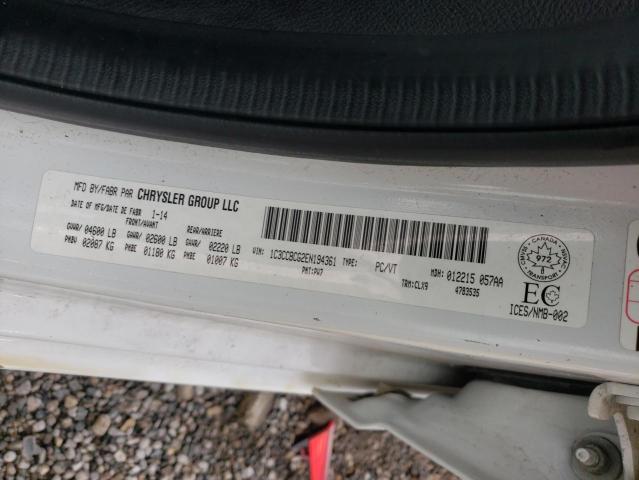 MFD BY/FABR PAR CHRYSLER GROUP LLC
DATE OF MFG/DATE DE FABR 1-14
FRONT/AVANT REAR/ARRIERE
GVWR/ 04600 LB GAWR/ 02600 LB GAWR/ 02220 LB
PNBV 02087 KG PNBE 01180 KG PNBE 01007 KG
VIN: 1C3CCBCG2EN194361 TYPE: PC/VT MDH: 012215 057AA
PNT:PW7 TRM:CLX9 4783535
CANADA
972
8
EC
ICES/NMB-002